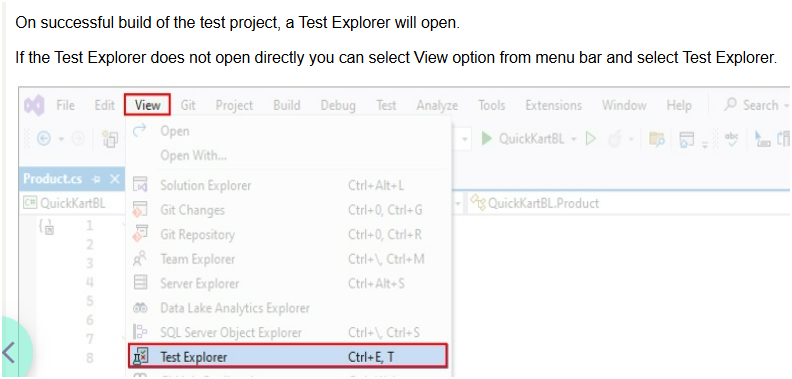 On successful build of the test project, a Test Explorer will open.
If the Test Explorer does not open directly you can select View option from menu bar and select Test Explorer.
File Edit View Git Project Build Debug Test Analyze Tools Extensions Window Help Search
Open
QuickKartBL
Open With...
Product.cs
Solution Explorer Ctrl+Alt+L
C# QuickKartBL
Git Changes Ctrl+0, Ctrl+G
QuickKartBL.Product
1
Git Repository Ctrl+0, Ctrl+R
2
Team Explorer Ctrl+\, Ctrl+M
3
Server Explorer Ctrl+Alt+S
4
Data Lake Analytics Explorer
5
6
SQL Server Object Explorer Ctrl+\, Ctrl+S
7
Test Explorer Ctrl+E, T
8